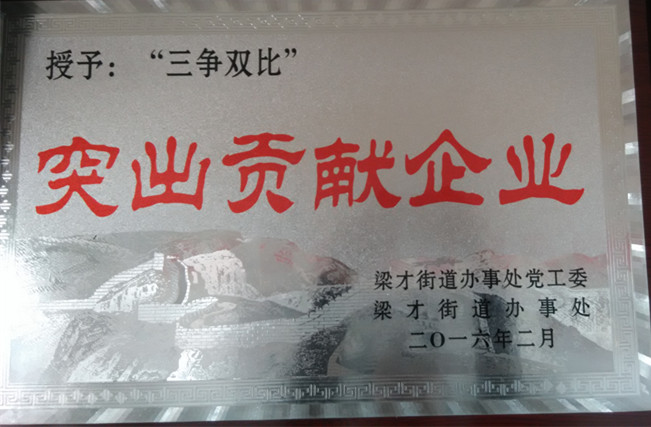 授予：“三争双比”
突出贡献企业
梁才街道办事处党工委
梁才街道办事处
二〇一六年二月